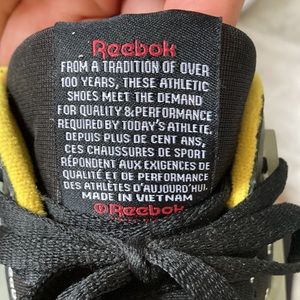 Reebok
FROM A TRADITION OF OVER
100 YEARS, THESE ATHLETIC
SHOES MEET THE DEMAND
FOR QUALITY&PERFORMANCE
REQUIRED BY TODAY'S ATHLETE.
DEPUIS PLUS DE CENT ANS,
CES CHAUSSURES DE SPORT
RÉPONDENT AUX EXIGENCES DE
QUALITÉ ET DE PERFORMANCE
DES ATHLÈTES D'AUJOURD'HUI.
MADE IN VIETNAM
©Reebok